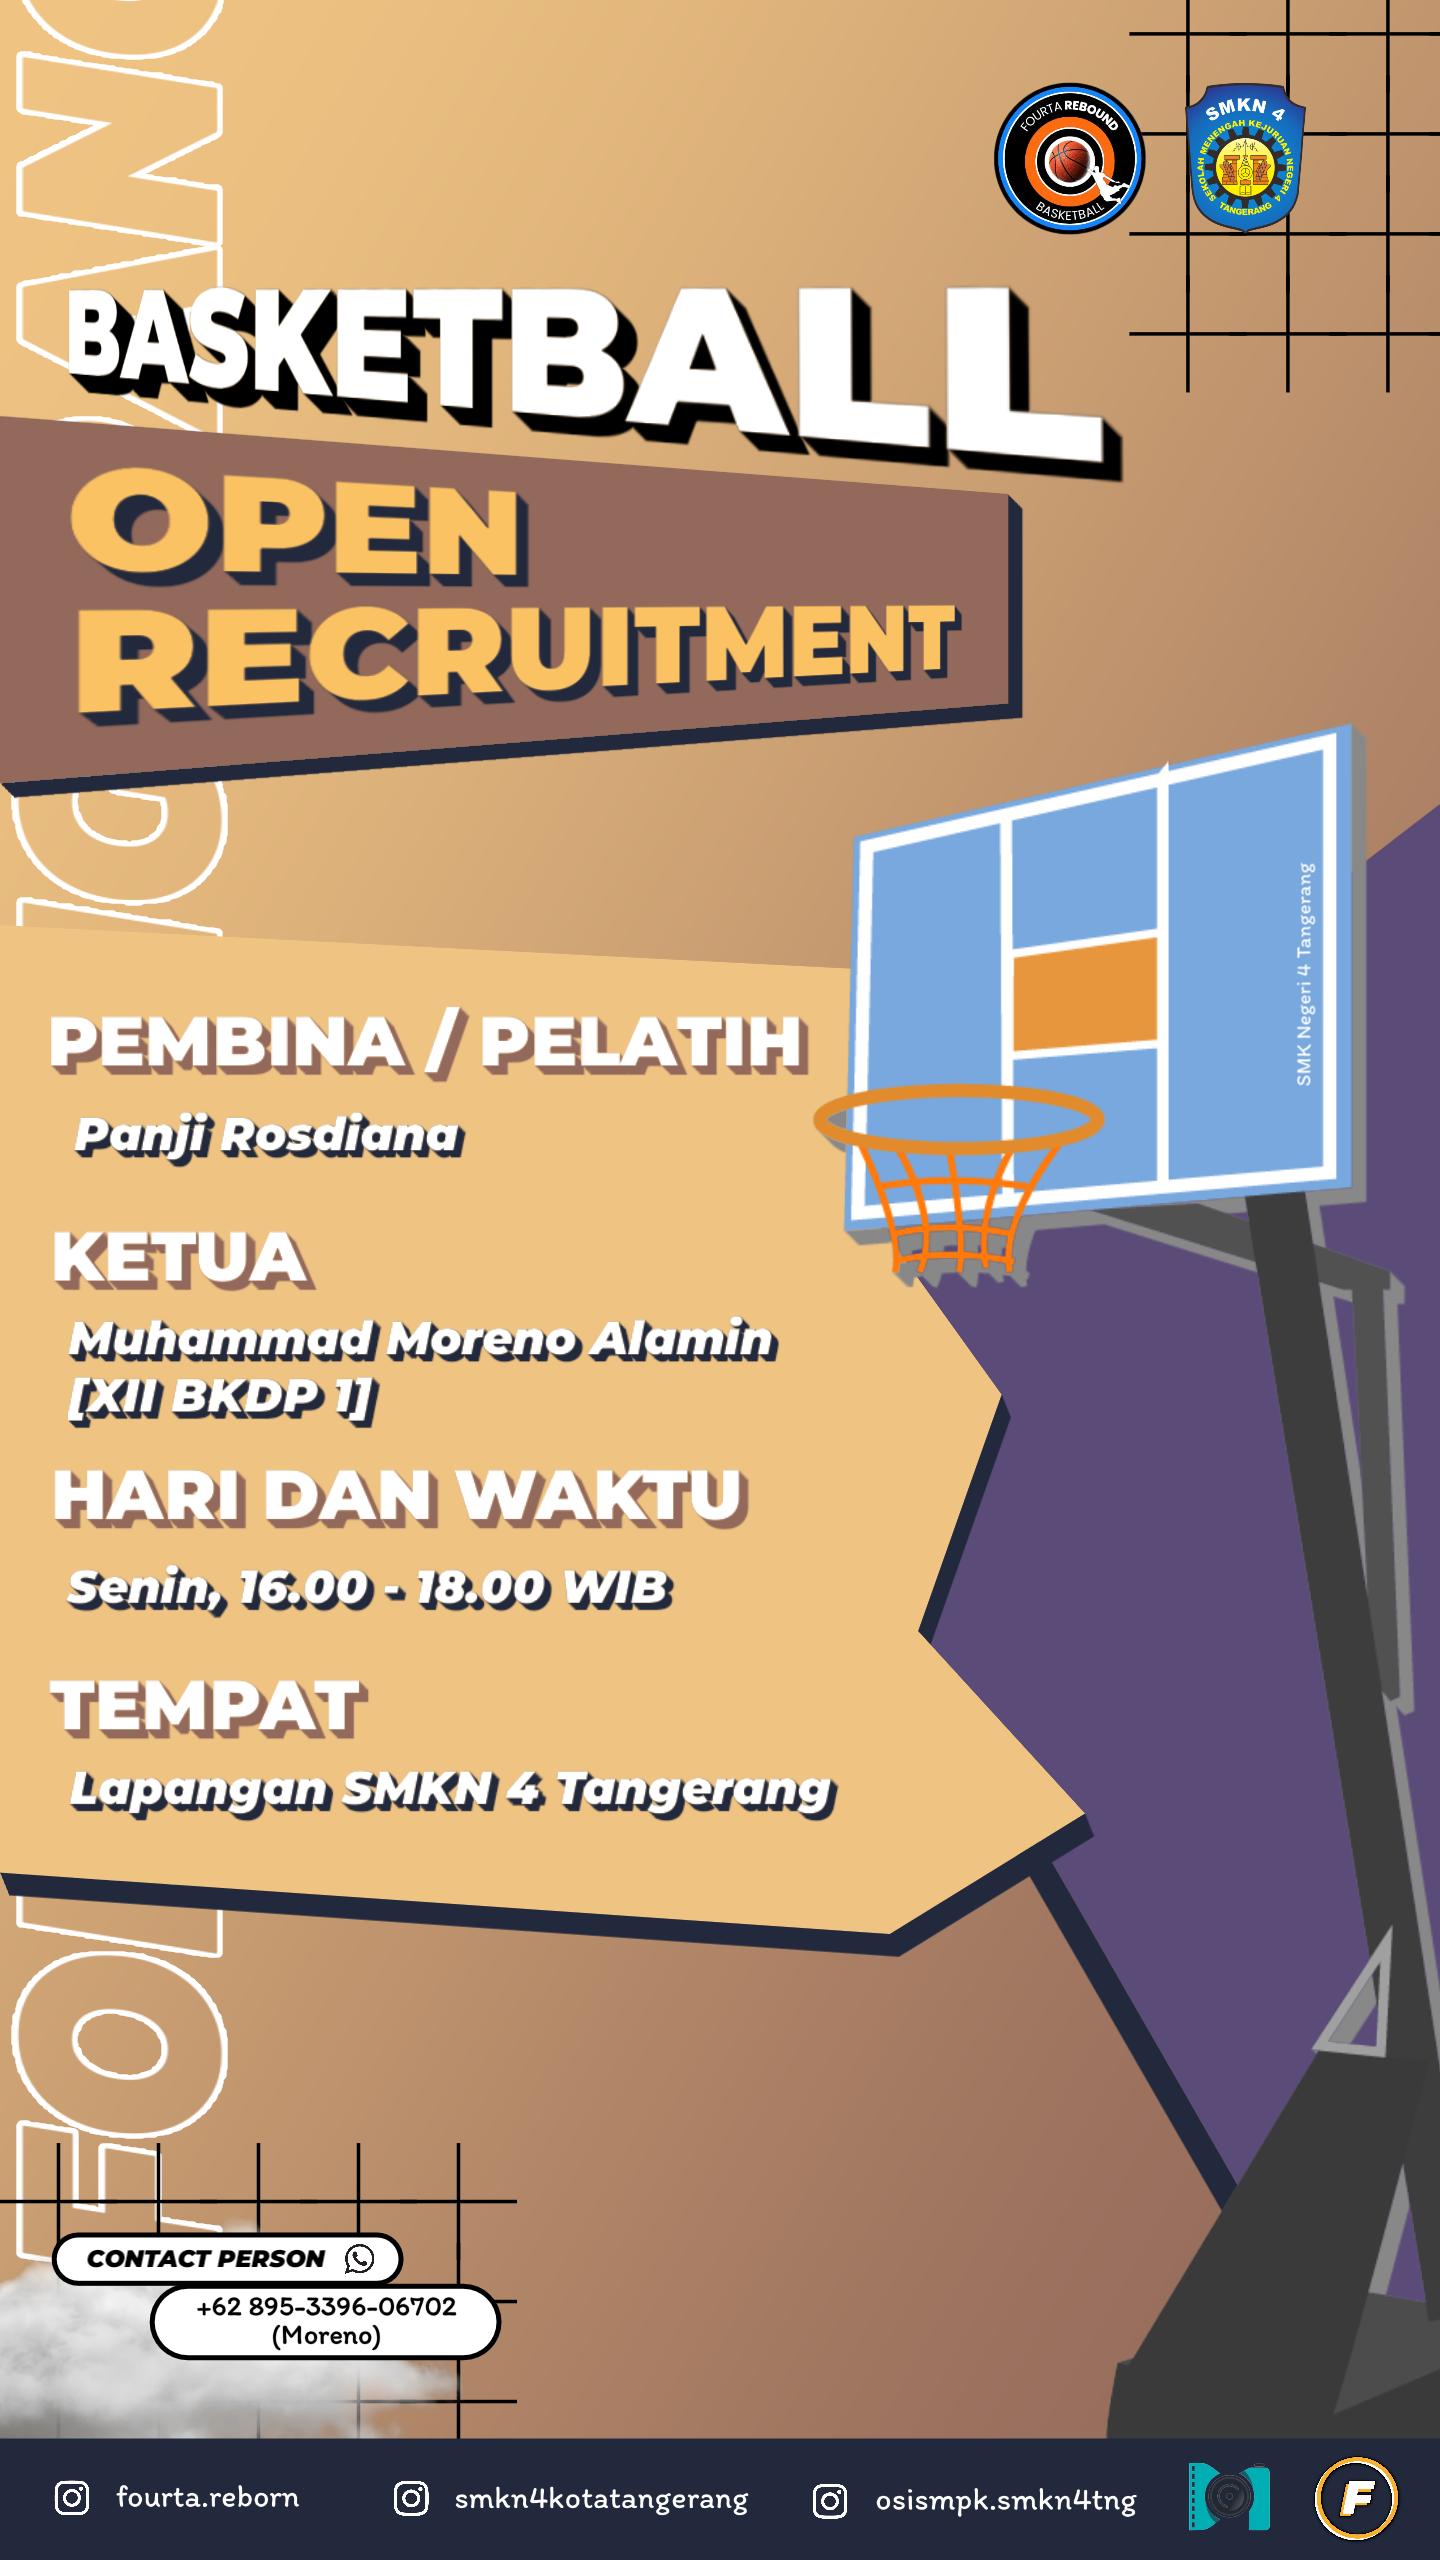 FOURTA REBOUND
BASKETBALL
SMKN 4
SEKOLAH MENENGAH KEJURUAN NEGERI 4
TANGERANG
BASKETBALL
OPEN
RECRUITMENT
SMK Negeri 4 Tangerang
PEMBINA / PELATIH
Panji Rosdiana
KETUA
Muhammad Moreno Alamin
[XII BKDP 1]
HARI DAN WAKTU
Senin, 16.00 - 18.00 WIB
TEMPAT
Lapangan SMKN 4 Tangerang
CONTACT PERSON
+62 895-3396-06702
(Moreno)
fourta.reborn
smkn4kotatangerang
osismpk.smkn4tng
F